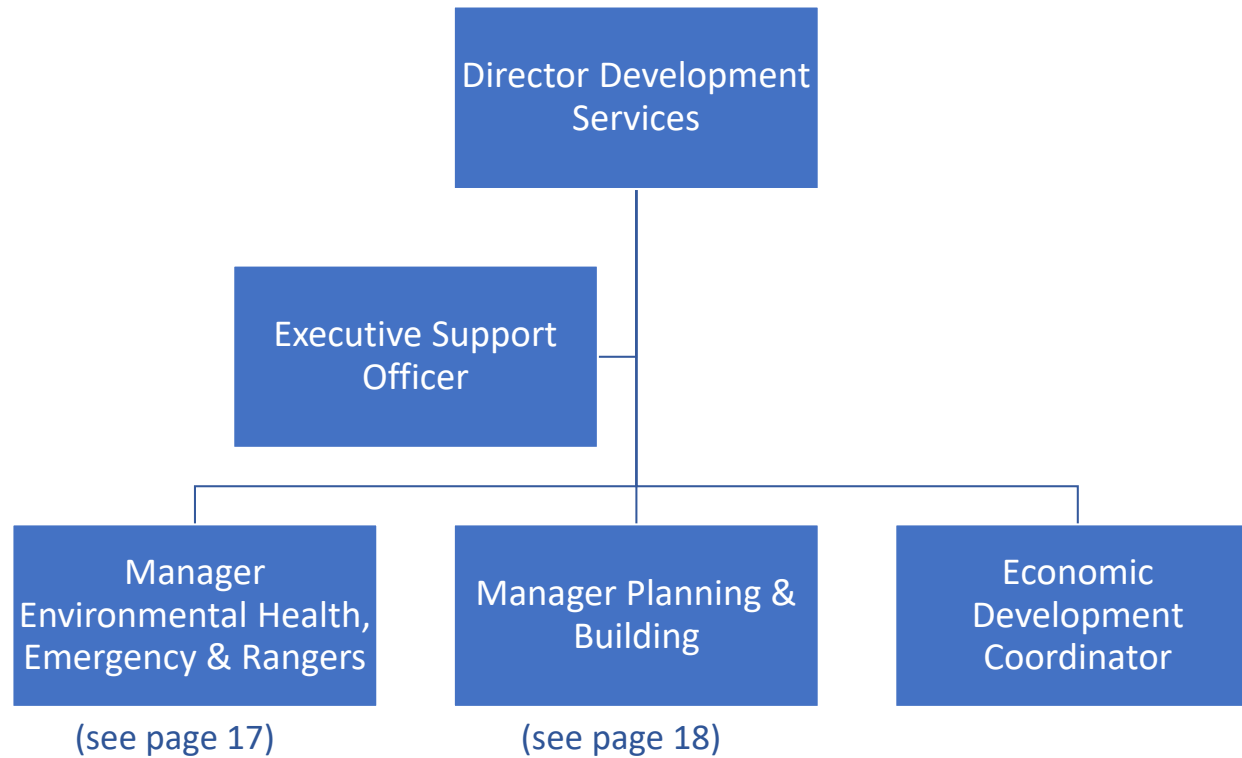 Director Development
Services
Executive Support
Officer
Manager
Environmental Health,
Emergency & Rangers
Manager Planning &
Building
Economic
Development
Coordinator
(see page 17)
(see page 18)